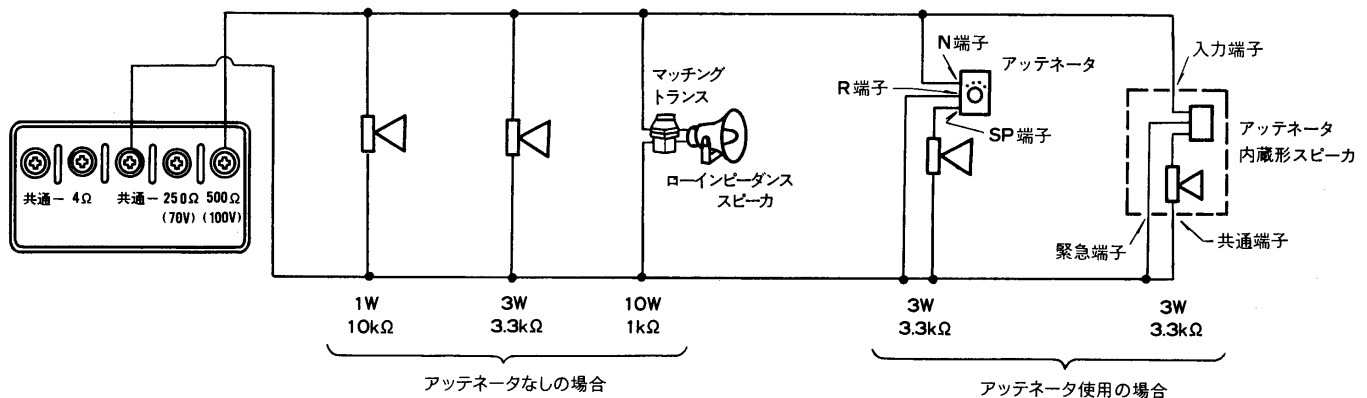 共通ー 4Ω 共通ー 250Ω 500Ω
(70V) (100V)
マッチング
トランス
ローインピーダンス
スピーカ
N端子
アッテネータ
R端子
SP端子
入力端子
アッテネータ
内蔵形スピーカ
緊急端子
共通端子
1W
10kΩ
3W
3.3kΩ
10W
1kΩ
3W
3.3kΩ
3W
3.3kΩ
アッテネータなしの場合
アッテネータ使用の場合